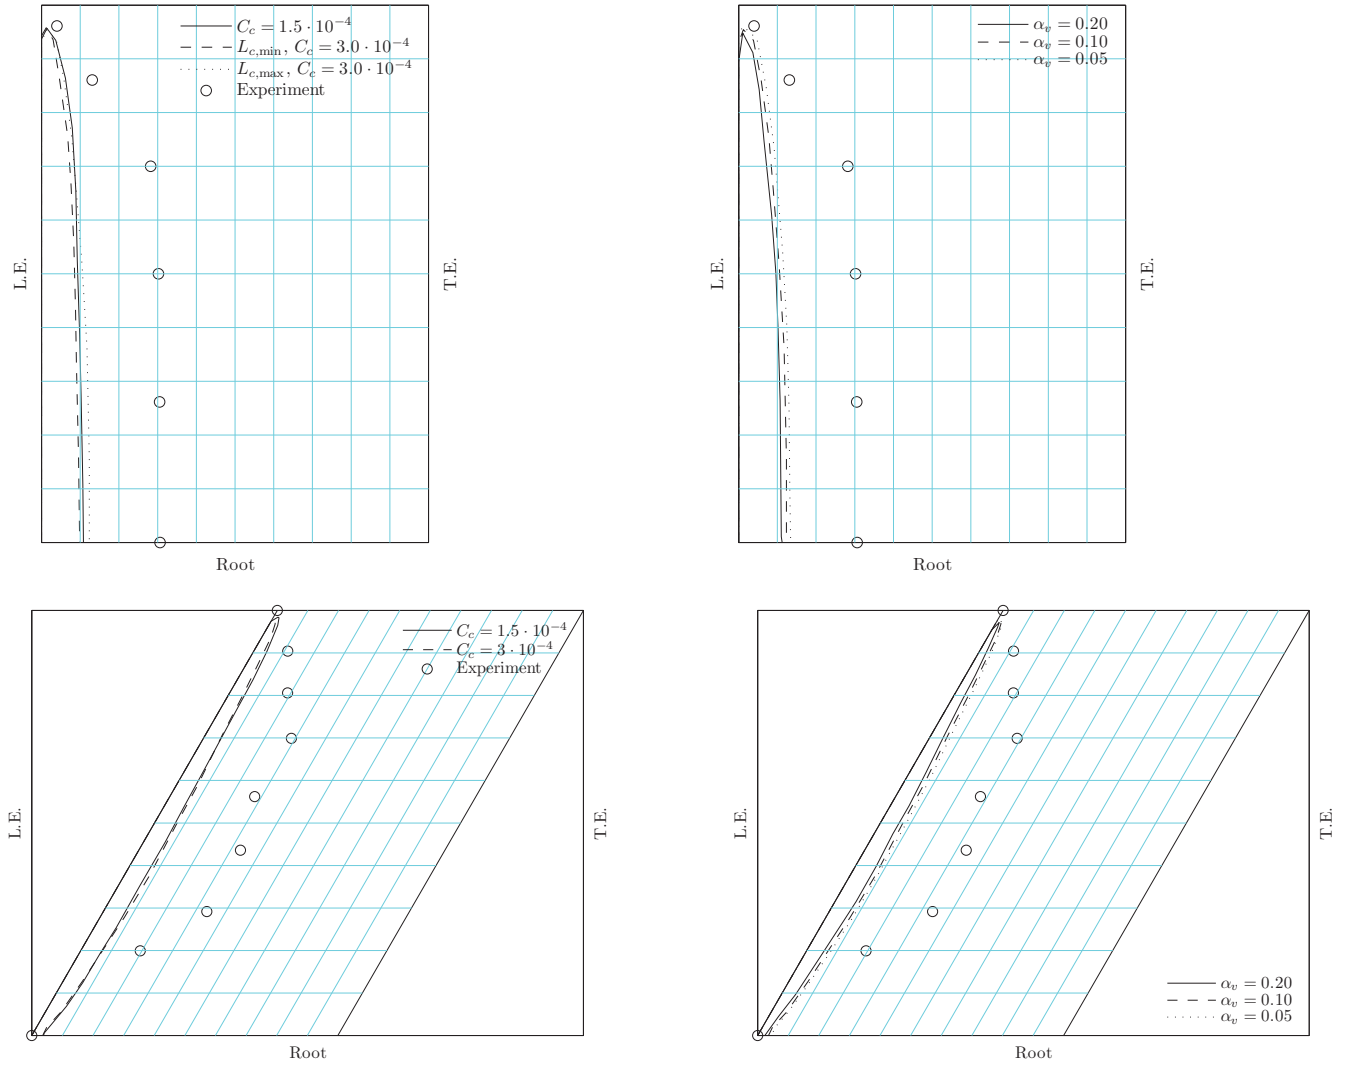 C_c = 1.5 · 10^−4
L_c,min, C_c = 3.0 · 10^−4
L_c,max, C_c = 3.0 · 10^−4
Experiment
L.E.
T.E.
Root
α_v = 0.20
α_v = 0.10
α_v = 0.05
L.E.
T.E.
Root
C_c = 1.5 · 10^−4
C_c = 3 · 10^−4
Experiment
L.E.
T.E.
Root
L.E.
T.E.
α_v = 0.20
α_v = 0.10
α_v = 0.05
Root